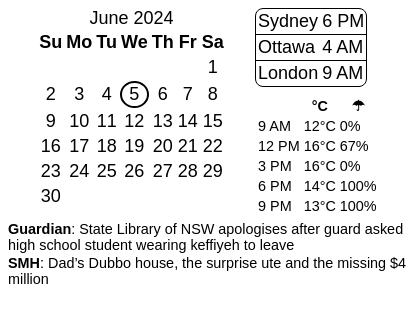 June 2024
Su Mo Tu We Th Fr Sa
1
2 3 4 5 6 7 8
9 10 11 12 13 14 15
16 17 18 19 20 21 22
23 24 25 26 27 28 29
30
Sydney 6 PM
Ottawa 4 AM
London 9 AM
°C ☂
9 AM 12°C 0%
12 PM 16°C 67%
3 PM 16°C 0%
6 PM 14°C 100%
9 PM 13°C 100%
Guardian: State Library of NSW apologises after guard asked
high school student wearing keffiyeh to leave
SMH: Dad’s Dubbo house, the surprise ute and the missing $4
million